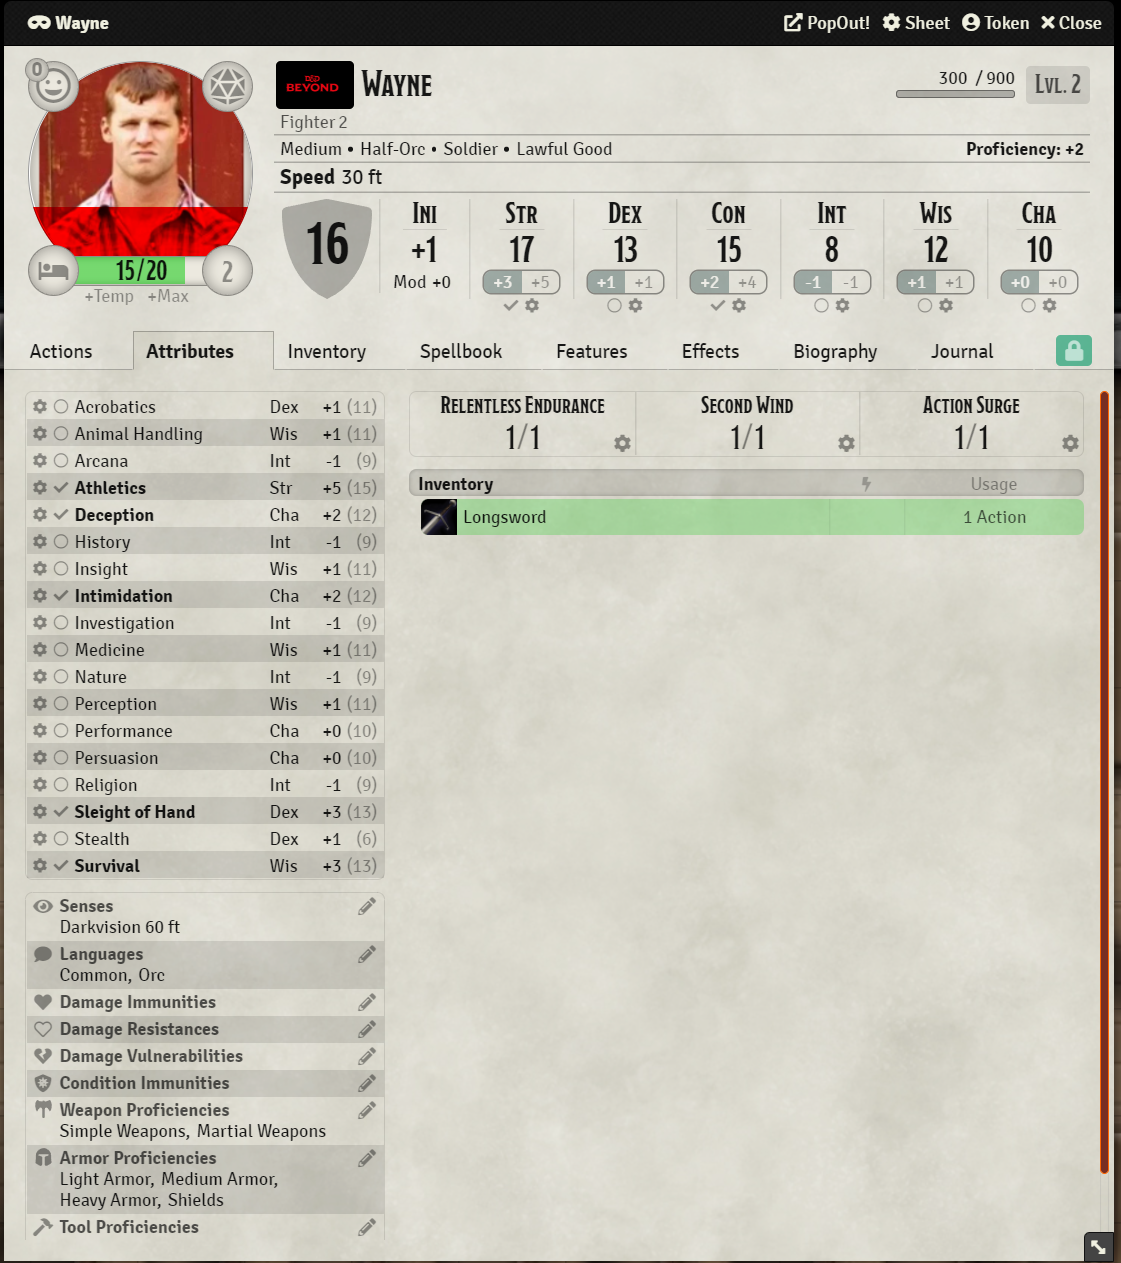 Wayne PopOut! Sheet Token Close
0
D&D BEYOND
Wayne
300 / 900
Lvl. 2
Fighter 2
Medium • Half-Orc • Soldier • Lawful Good
Proficiency: +2
Speed 30 ft
15/20
2
+Temp +Max
16
Ini Str Dex Con Int Wis Cha
+1 17 13 15 8 12 10
Mod +0 +3 +5 +1 +1 +2 +4 -1 -1 +1 +1 +0 +0
Actions Attributes Inventory Spellbook Features Effects Biography Journal
Acrobatics Dex +1 (11)
Animal Handling Wis +1 (11)
Arcana Int -1 (9)
Athletics Str +5 (15)
Deception Cha +2 (12)
History Int -1 (9)
Insight Wis +1 (11)
Intimidation Cha +2 (12)
Investigation Int -1 (9)
Medicine Wis +1 (11)
Nature Int -1 (9)
Perception Wis +1 (11)
Performance Cha +0 (10)
Persuasion Cha +0 (10)
Religion Int -1 (9)
Sleight of Hand Dex +3 (13)
Stealth Dex +1 (6)
Survival Wis +3 (13)
Senses
Darkvision 60 ft
Languages
Common, Orc
Damage Immunities
Damage Resistances
Damage Vulnerabilities
Condition Immunities
Weapon Proficiencies
Simple Weapons, Martial Weapons
Armor Proficiencies
Light Armor, Medium Armor,
Heavy Armor, Shields
Tool Proficiencies
Relentless Endurance Second Wind Action Surge
1/1 1/1 1/1
Inventory Usage
Longsword 1 Action